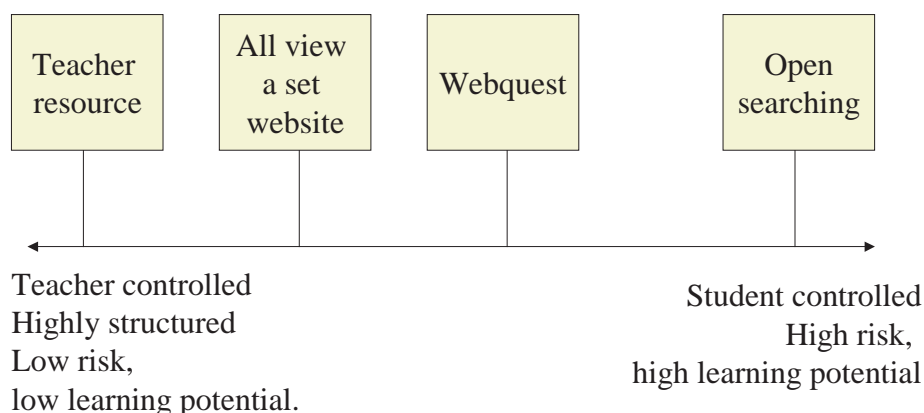 Teacher
resource
All view
a set
website
Webquest
Open
searching
Teacher controlled
Highly structured
Low risk,
low learning potential.
Student controlled
High risk,
high learning potential